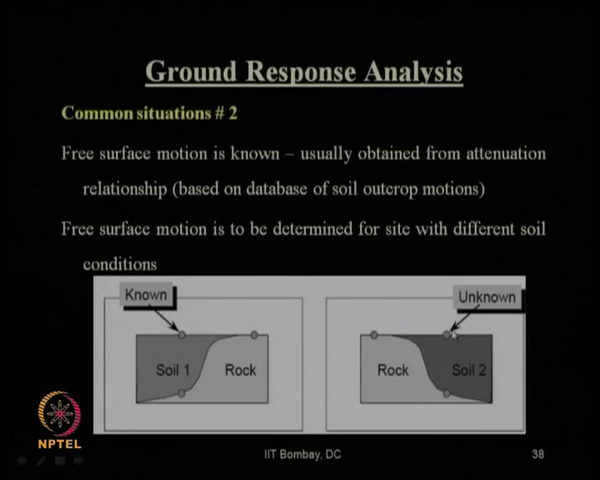 Ground Response Analysis
Common situations # 2
Free surface motion is known – usually obtained from attenuation
relationship (based on database of soil outcrop motions)
Free surface motion is to be determined for site with different soil
conditions
Known
Unknown
Soil 1
Rock
Rock
Soil 2
NPTEL
IIT Bombay, DC
38